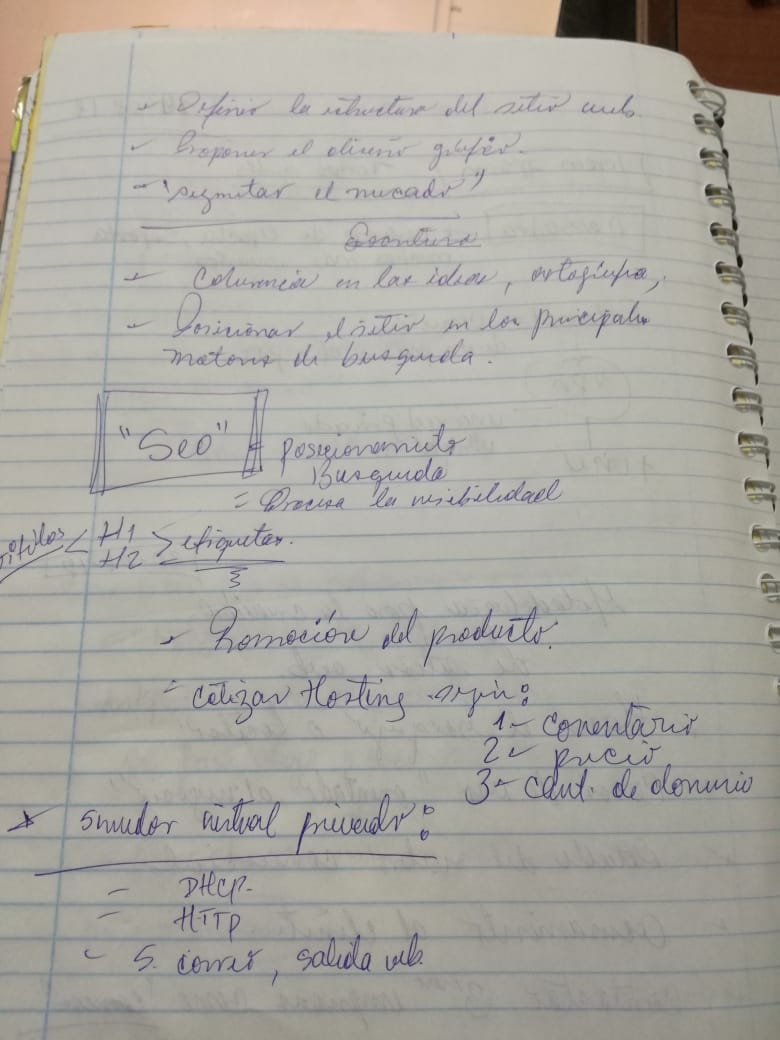 - Definir la estructura del sitio web.
- Proponer el diseño gráfico.
- "segmetar el mercado"
Escritura
- Coherencia en las ideas, ortografía,
- Posicionar el sitio en los principales
motores de busqueda.
"Seo" = posicionamiento
Busqueda
= la visibilidad
Titulos < H1
H2 > etiquetas.
3
- Promoción del producto.
- cotizar Hosting según:
1- comentário
2- precio
3- cant. de dominio
* Servidor virtual privado:
- DHCP.
- HTTP
- S. correo, salida web.